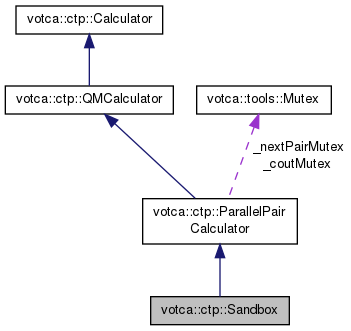 votca::ctp::Calculator
votca::ctp::QMCalculator
votca::tools::Mutex
_nextPairMutex
_coutMutex
votca::ctp::ParallelPair
Calculator
votca::ctp::Sandbox